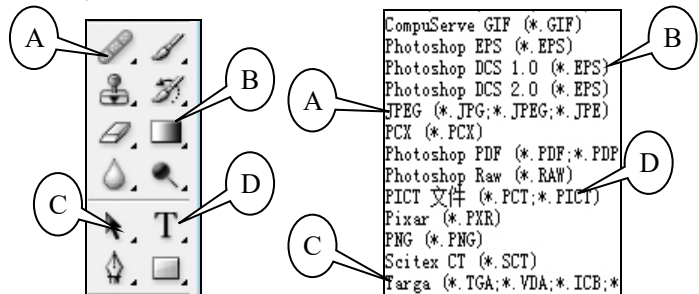 A
B
C
D
T
CompuServe GIF (*.GIF)
Photoshop EPS (*.EPS)
Photoshop DCS 1.0 (*.EPS)
Photoshop DCS 2.0 (*.EPS)
JPEG (*.JPG;*.JPEG;*.JPE)
PCX (*.PCX)
Photoshop PDF (*.PDF;*.PDP
Photoshop Raw (*.RAW)
PICT 文件 (*.PCT;*.PICT)
Pixar (*.PXR)
PNG (*.PNG)
Scitex CT (*.SCT)
Targa (*.TGA;*.VDA;*.ICB;*
A
B
C
D